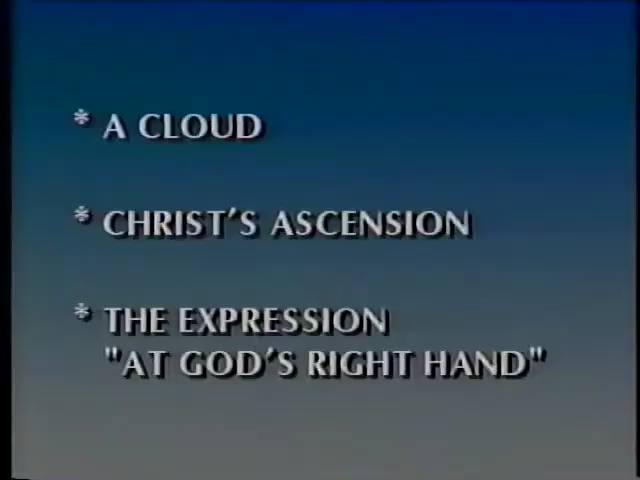 * A CLOUD
* CHRIST'S ASCENSION
* THE EXPRESSION
"AT GOD'S RIGHT HAND"